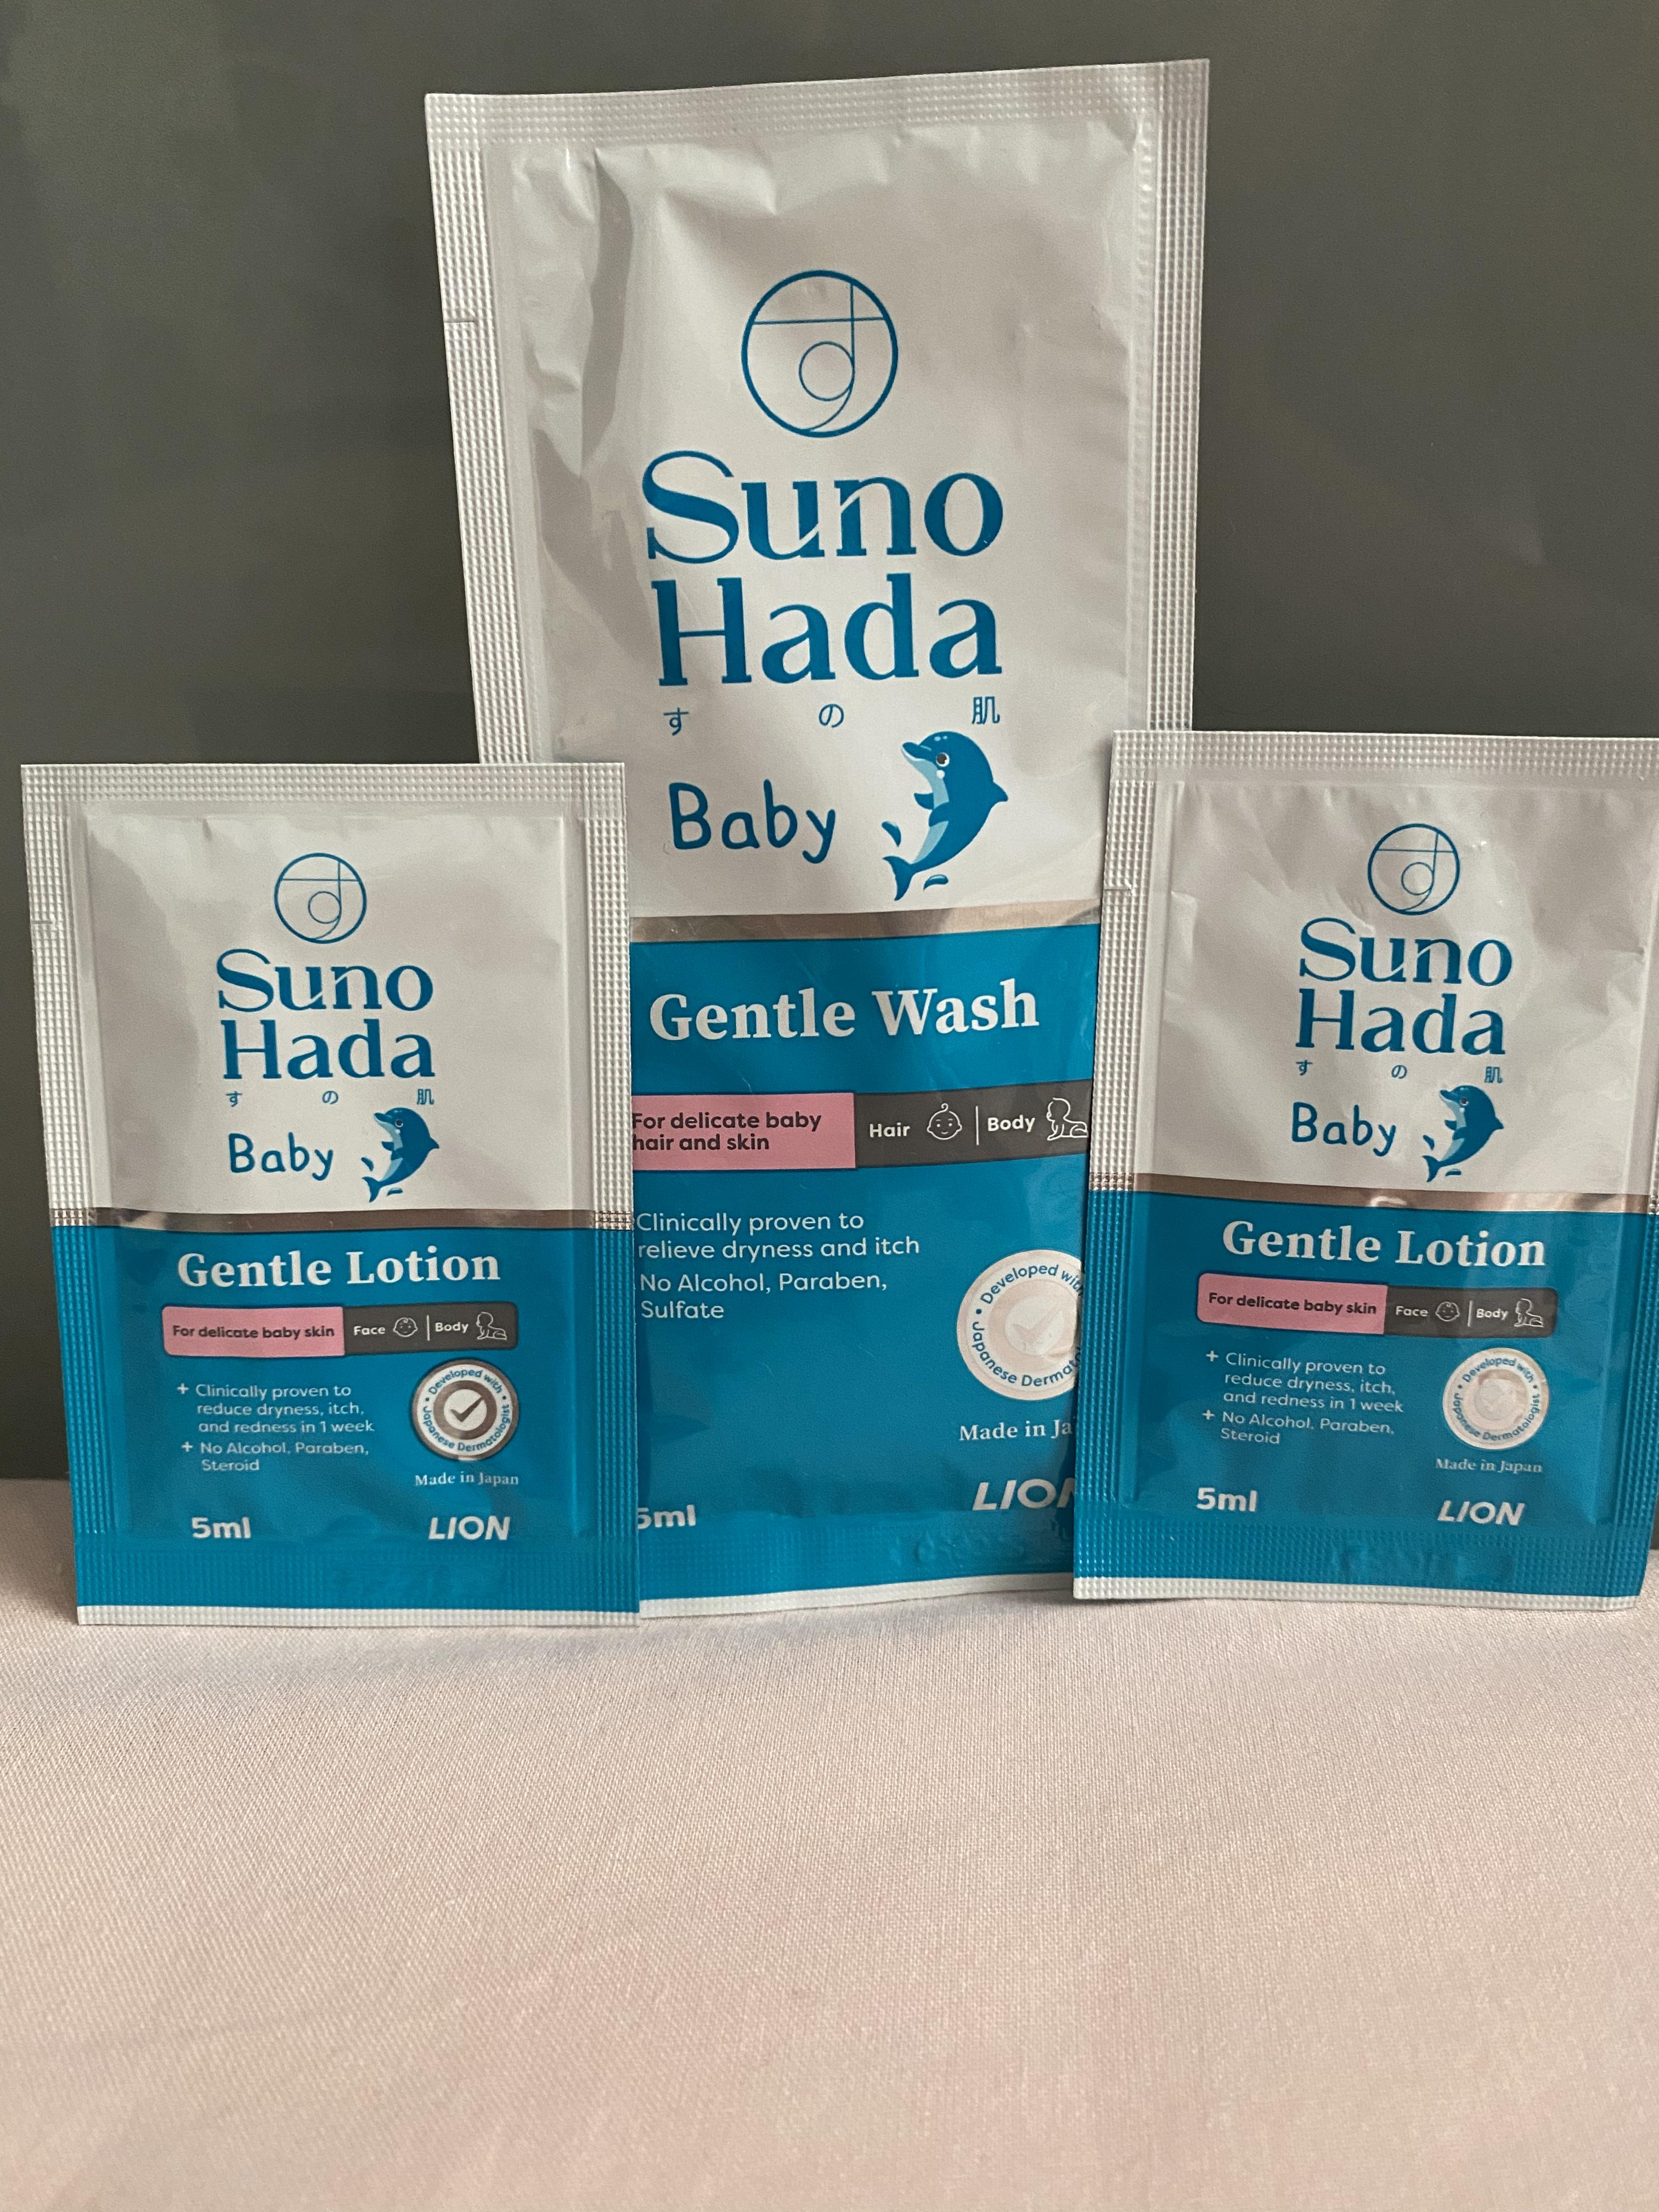 Suno
Hada
す の 肌
Baby
Gentle Wash
For delicate baby
hair and skin
Hair | Body
Clinically proven to
relieve dryness and itch
No Alcohol, Paraben,
Sulfate
Developed with
Japanese
Made in
5ml
LION
Suno
Hada
す の 肌
Baby
Gentle Lotion
For delicate baby skin
Face | Body
+ Clinically proven to
reduce dryness, itch,
and redness in 1 week
+ No Alcohol, Paraben,
Steroid
• Developed with •
Japanese Dermatologist
Made in Japan
5ml
LION
Suno
Hada
す の 肌
Baby
Gentle Lotion
For delicate baby skin
Face | Body
+ Clinically proven to
reduce dryness, itch,
and redness in 1 week
+ No Alcohol, Paraben,
Steroid
• Developed with •
Japanese Dermatologist
Made in Japan
5ml
LION